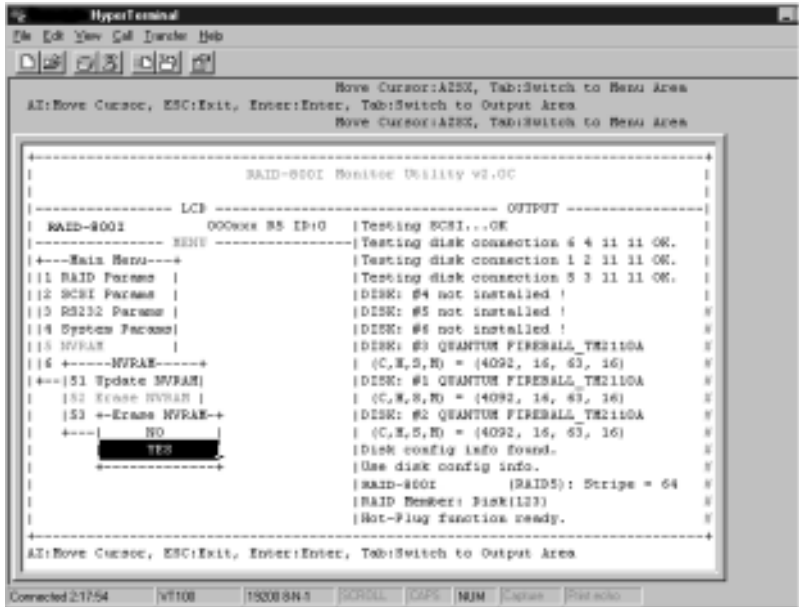 HyperTerminal
File Edit View Call Transfer Help
Move Cursor:AZSX, Tab:Switch to Menu Area
AZ:Move Cursor, ESC:Exit, Enter:Enter, Tab:Switch to Output Area
Move Cursor:AZSX, Tab:Switch to Menu Area
RAID-800I Monitor Utility v2.0C
LCD
OUTPUT
RAID-800I 000xxx R5 ID:0
Testing SCSI...OK
MENU
Testing disk connection 6 4 11 11 OK.
+---Main Menu---+
Testing disk connection 1 2 11 11 OK.
1 RAID Params
Testing disk connection 5 3 11 11 OK.
2 SCSI Params
DISK: #4 not installed !
3 RS232 Params
DISK: #5 not installed !
4 System Params
DISK: #6 not installed !
5 NVRAM
DISK: #3 QUANTUM FIREBALL_TM2110A
6 +-----NVRAM-----+
(C,H,S,M) = (4092, 16, 63, 16)
51 Update NVRAM
DISK: #1 QUANTUM FIREBALL_TM2110A
52 Erase NVRAM
(C,H,S,M) = (4092, 16, 63, 16)
53 +-Erase NVRAM-+
DISK: #2 QUANTUM FIREBALL_TM2110A
NO
(C,H,S,M) = (4092, 16, 63, 16)
YES
Disk config info found.
Use disk config info.
RAID-800I (RAID5): Stripe = 64
RAID Member: Disk(123)
Hot-Plug function ready.
AZ:Move Cursor, ESC:Exit, Enter:Enter, Tab:Switch to Output Area
Connected 2:17:54 VT100 19200 8-N-1 SCROLL CAPS NUM Capture Print echo